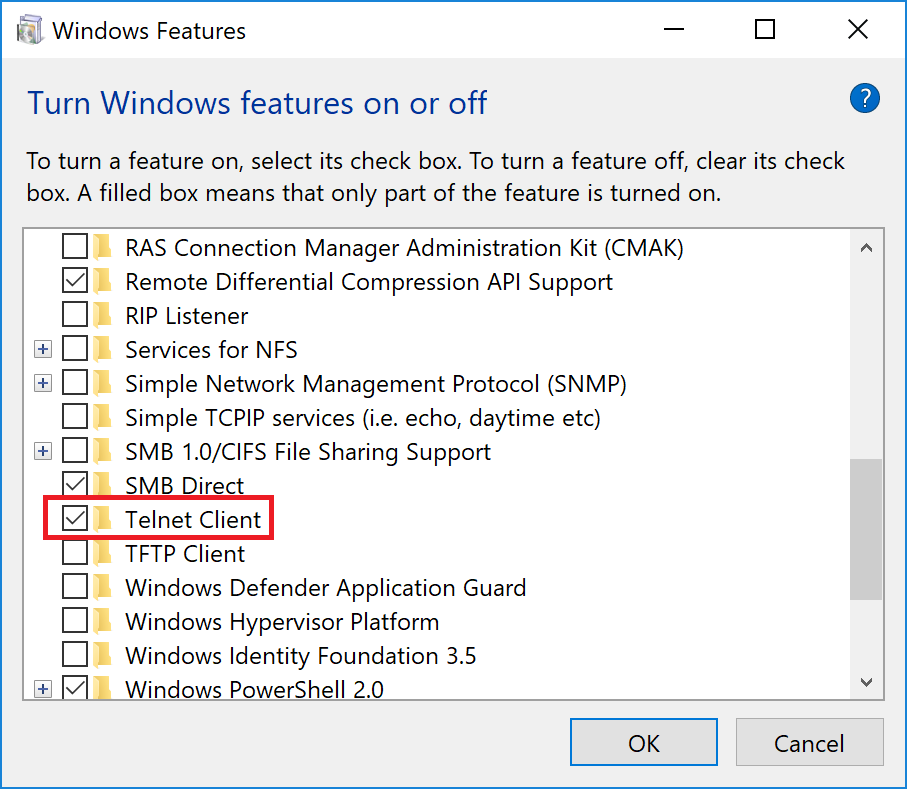 Windows Features
Turn Windows features on or off
?
To turn a feature on, select its check box. To turn a feature off, clear its check
box. A filled box means that only part of the feature is turned on.
RAS Connection Manager Administration Kit (CMAK)
Remote Differential Compression API Support
RIP Listener
Services for NFS
Simple Network Management Protocol (SNMP)
Simple TCPIP services (i.e. echo, daytime etc)
SMB 1.0/CIFS File Sharing Support
SMB Direct
Telnet Client
TFTP Client
Windows Defender Application Guard
Windows Hypervisor Platform
Windows Identity Foundation 3.5
Windows PowerShell 2.0
OK Cancel